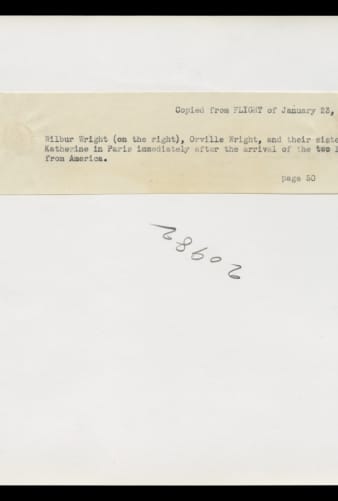 Copied from FLIGHT of January 23,
Wilbur Wright (on the right), Orville Wright, and their
Katherine in Paris immediately after the arrival of the two
from America.
page 50
20982